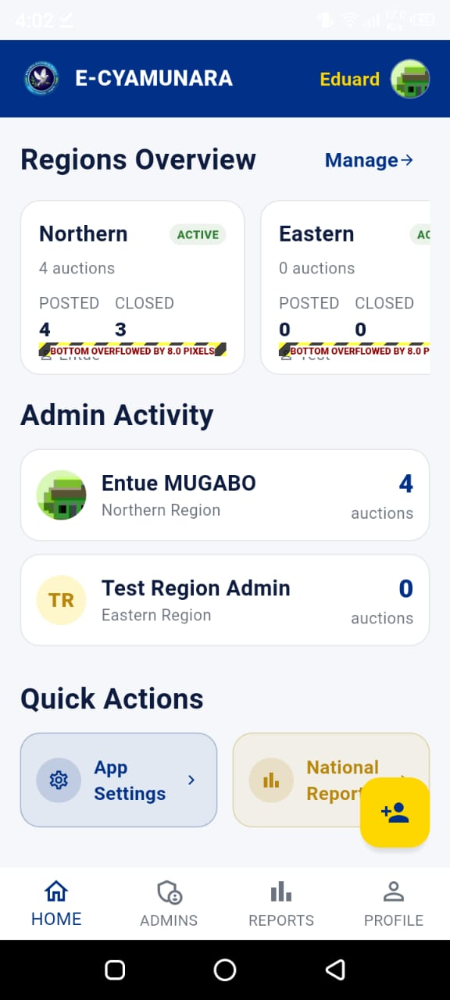 4:02
17.0
K/s
E-CYAMUNARA
Eduard
Regions Overview
Manage→
Northern
ACTIVE
4 auctions
POSTED CLOSED
4 3
BOTTOM OVERFLOWED BY 8.0 PIXELS
Eastern
AC
0 auctions
POSTED CLOSED
0 0
BOTTOM OVERFLOWED BY 8.0 P
Admin Activity
Entue MUGABO
4
Northern Region
auctions
TR
Test Region Admin
0
Eastern Region
auctions
Quick Actions
App
Settings
National
Report
HOME
ADMINS
REPORTS
PROFILE